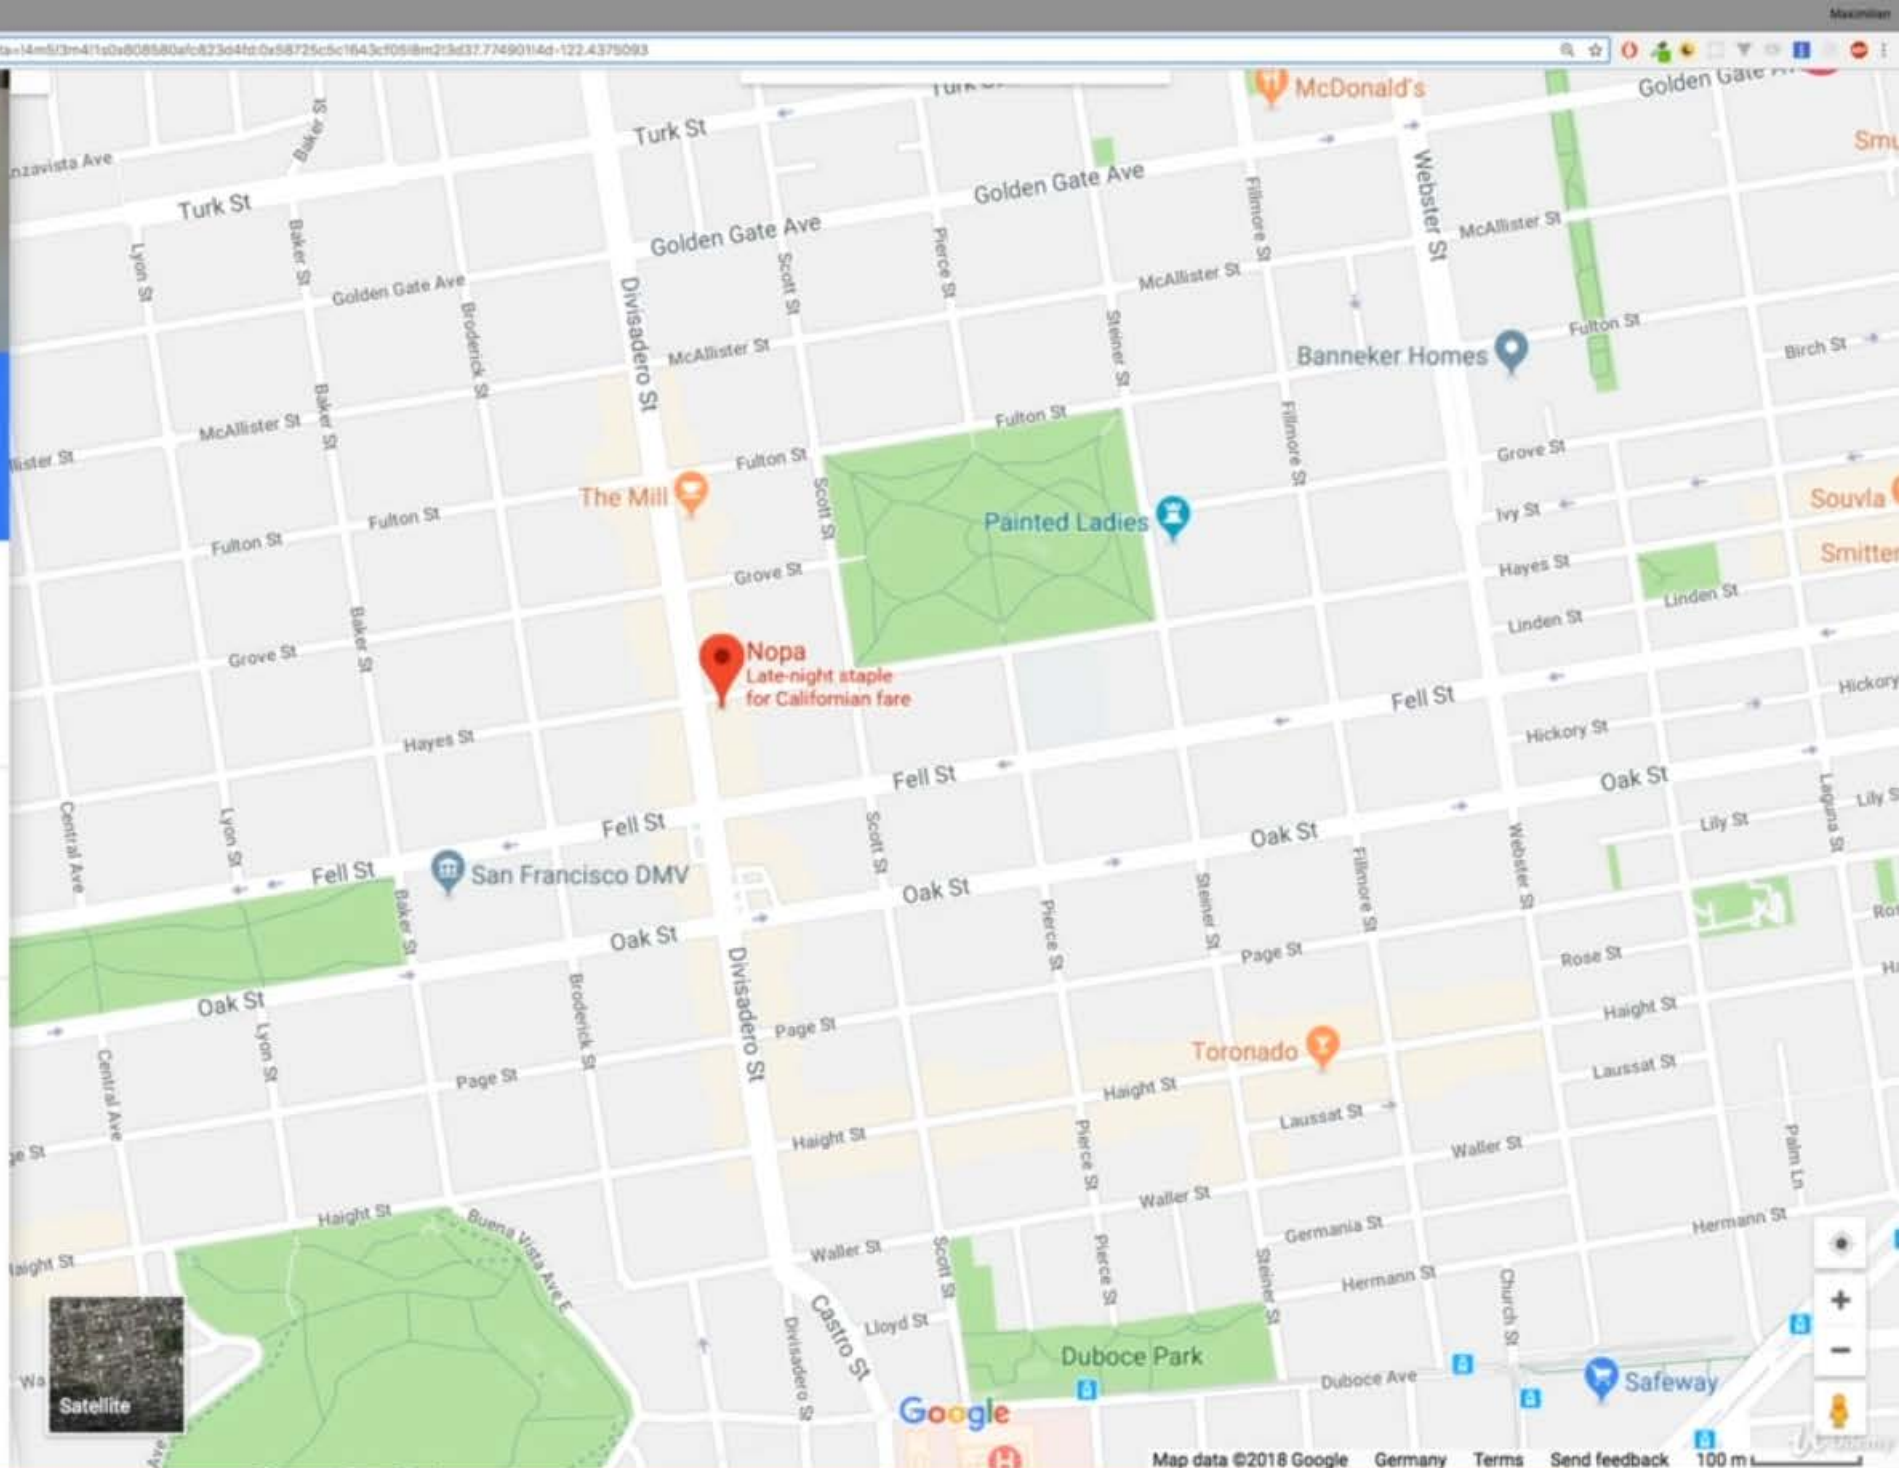 Maximilian
McDonald's
Golden Gate
Turk St
Baker St
Turk St
Golden Gate Ave
Webster St
Fillmore St
McAllister St
Golden Gate Ave
Baker St
Lyon St
Pierce St
Scott St
McAllister St
Golden Gate Ave
Divisadero St
Broderick St
Steiner St
Fulton St
Birch St
Banneker Homes
McAllister St
Baker St
McAllister St
Fillmore St
Fulton St
Fulton St
Grove St
The Mill
Scott St
Souvla
Fulton St
Painted Ladies
Ivy St
Fulton St
Hayes St
Grove St
Linden St
Linden St
Baker St
Grove St
Nopa
Late-night staple
for Californian fare
Hickory
Fell St
Hickory St
Hayes St
Fell St
Oak St
Laguna St
Lily St
Central Ave
Lyon St
Fell St
Scott St
Oak St
Webster St
Fillmore St
Fell St
San Francisco DMV
Oak St
Steiner St
Baker St
Pierce St
Oak St
Page St
Rose St
Oak St
Broderick St
Divisadero St
Page St
Haight St
Lyon St
Toronado
Central Ave
Page St
Haight St
Laussat St
Laussat St
Haight St
Pierce St
Waller St
Palm Ln
Waller St
Haight St
Buena Vista Ave E
Germania St
Hermann St
Waller St
Scott St
Pierce St
Steiner St
Hermann St
Church St
Castro St
Lloyd St
Divisadero St
Duboce Park
Duboce Ave
Safeway
Satellite
Google
Map data ©2018 Google Germany Terms Send feedback 100 m